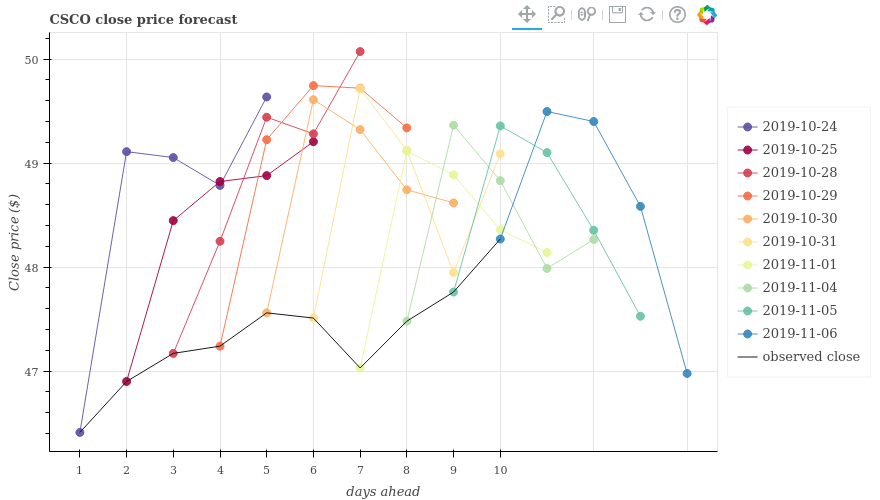 CSCO close price forecast
50
49
48
47
Close price ($)
1 2 3 4 5 6 7 8 9 10
days ahead
2019-10-24
2019-10-25
2019-10-28
2019-10-29
2019-10-30
2019-10-31
2019-11-01
2019-11-04
2019-11-05
2019-11-06
observed close